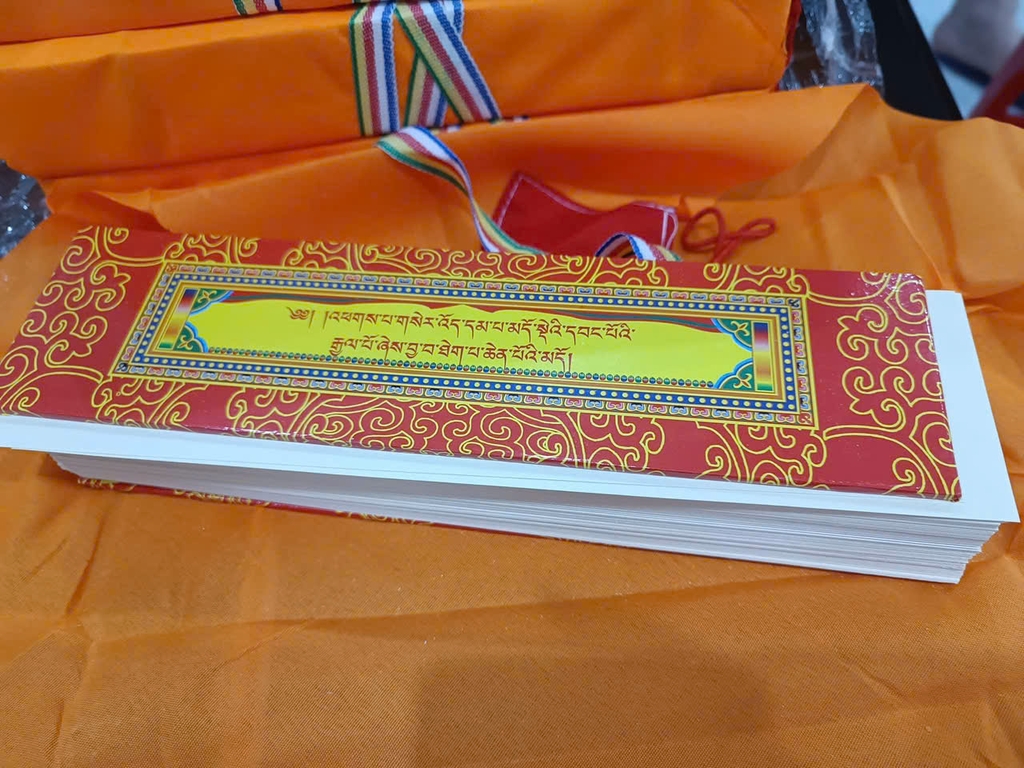 ༄༅། །འཕགས་པ་གསེར་འོད་དམ་པ་མདོ་སྡེའི་དབང་པོའི་
རྒྱལ་པོ་ཞེས་བྱ་བ་ཐེག་པ་ཆེན་པོའི་མདོ།